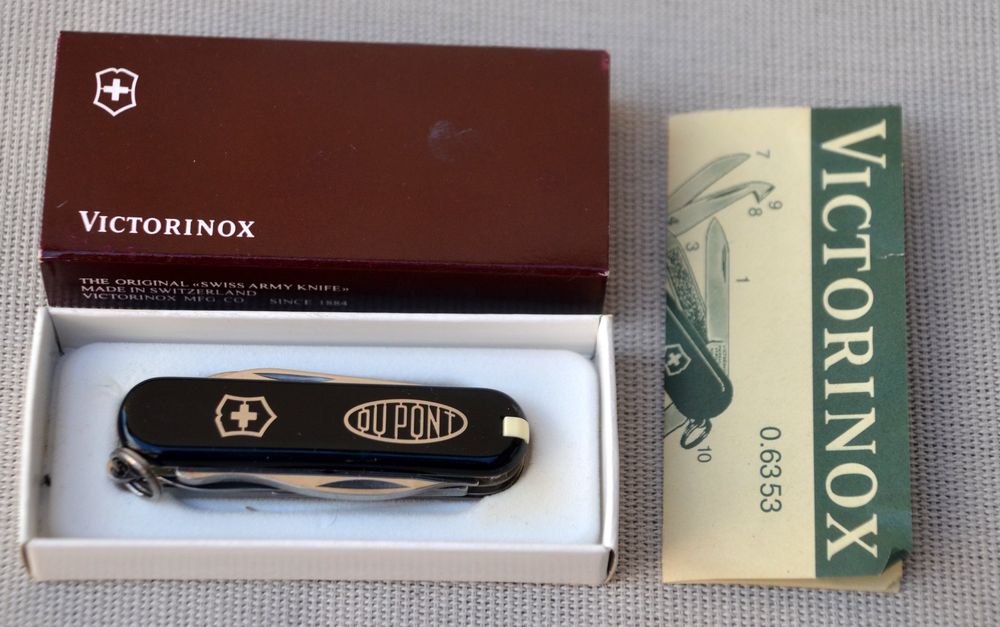 VICTORINOX
THE ORIGINAL «SWISS ARMY KNIFE»
MADE IN SWITZERLAND
VICTORINOX MFG CO SINCE 1884
DU PONT
VICTORINOX
7
9
8
3
1
10
0.6353